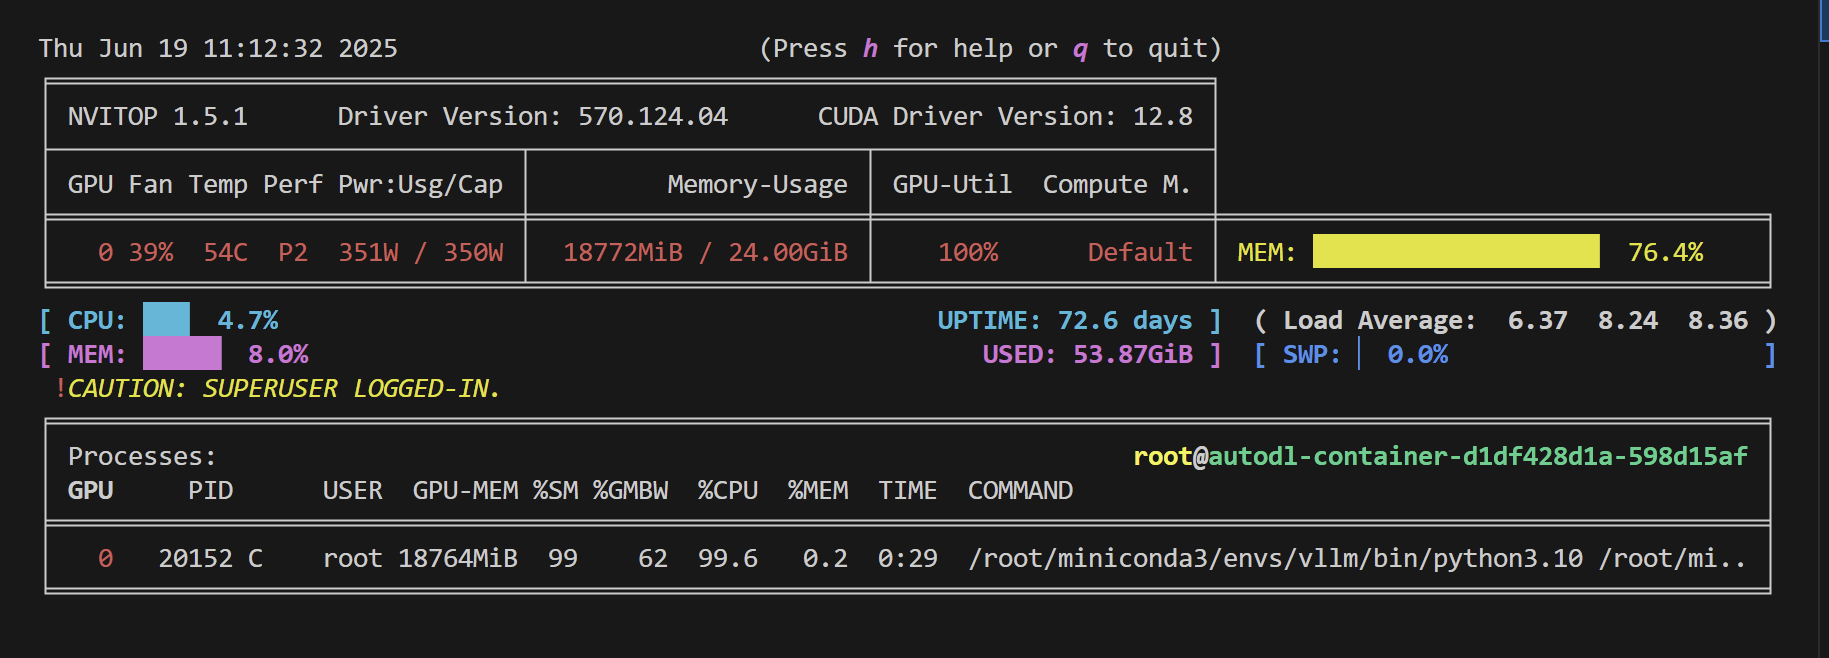 Thu Jun 19 11:12:32 2025 (Press h for help or q to quit)
NVITOP 1.5.1 Driver Version: 570.124.04 CUDA Driver Version: 12.8
GPU Fan Temp Perf Pwr:Usg/Cap Memory-Usage GPU-Util Compute M.
0 39% 54C P2 351W / 350W 18772MiB / 24.00GiB 100% Default MEM: 76.4%
[ CPU: 4.7% UPTIME: 72.6 days ] ( Load Average: 6.37 8.24 8.36 )
[ MEM: 8.0% USED: 53.87GiB ] [ SWP: 0.0% ]
!CAUTION: SUPERUSER LOGGED-IN.
Processes: root@autodl-container-d1df428d1a-598d15af
GPU PID USER GPU-MEM %SM %GMBW %CPU %MEM TIME COMMAND
0 20152 C root 18764MiB 99 62 99.6 0.2 0:29 /root/miniconda3/envs/vllm/bin/python3.10 /root/mi..